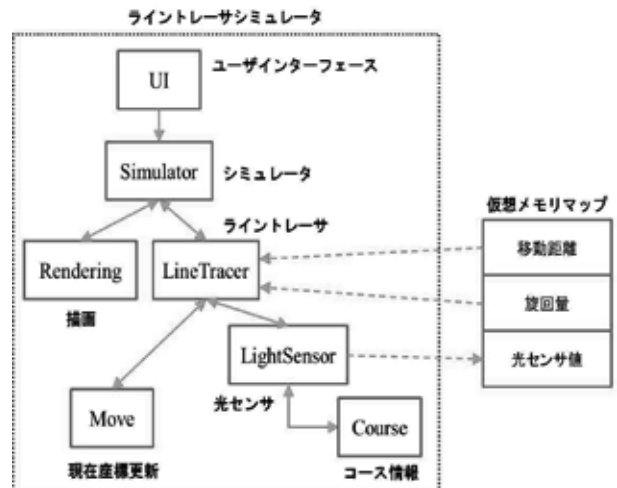 ライントレーサシミュレータ
UI
ユーザインターフェース
Simulator
シミュレータ
ライントレーサ
Rendering
LineTracer
描画
LightSensor
光センサ
Move
現在座標更新
Course
コース情報
仮想メモリマップ
移動距離
旋回量
光センサ値